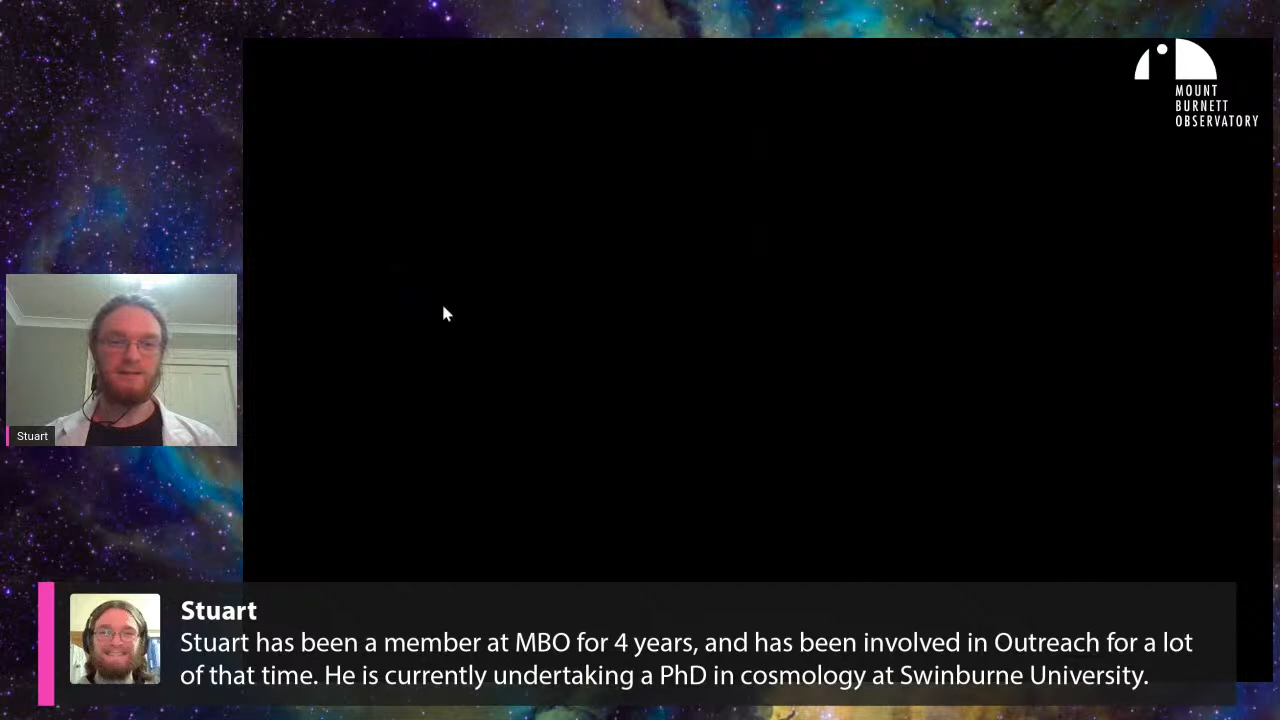 MOUNT
BURNETT
OBSERVATORY
Stuart
Stuart
Stuart has been a member at MBO for 4 years, and has been involved in Outreach for a lot
of that time. He is currently undertaking a PhD in cosmology at Swinburne University.